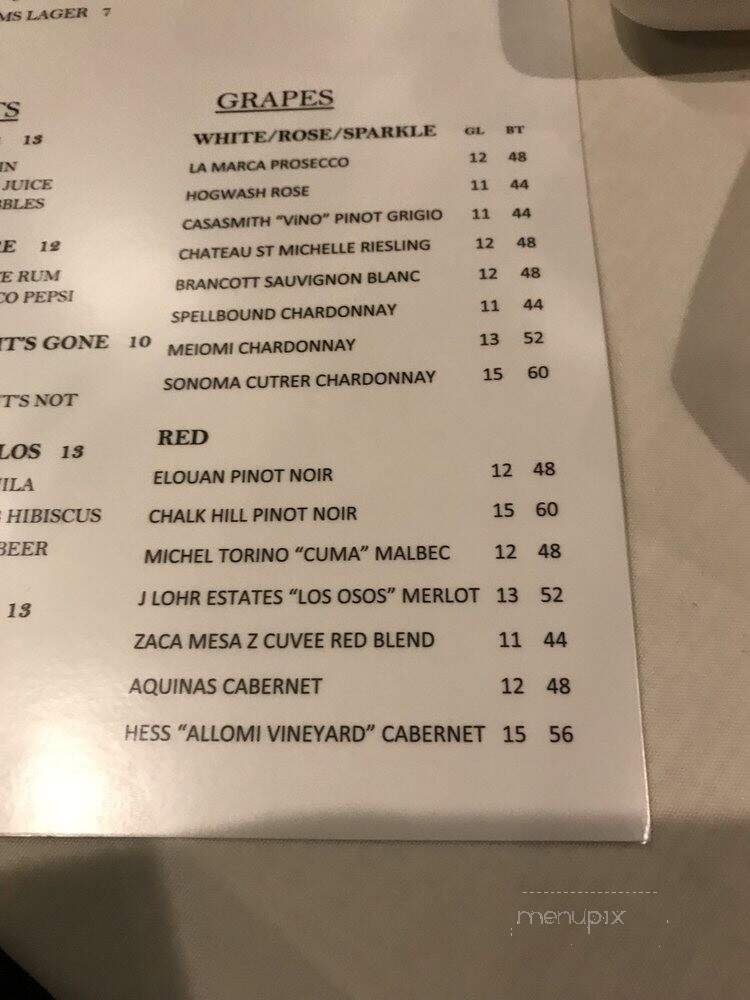 MS LAGER 7
TS
13
IN
JUICE
BBLES
E 12
E RUM
CO PEPSI
IT'S GONE 10
T'S NOT
LOS 13
ILA
HIBISCUS
BEER
13
GRAPES
WHITE/ROSE/SPARKLE GL BT
LA MARCA PROSECCO 12 48
HOGWASH ROSE 11 44
CASASMITH “ViNO” PINOT GRIGIO 11 44
CHATEAU ST MICHELLE RIESLING 12 48
BRANCOTT SAUVIGNON BLANC 12 48
SPELLBOUND CHARDONNAY 11 44
MEIOMI CHARDONNAY 13 52
SONOMA CUTRER CHARDONNAY 15 60
RED
ELOUAN PINOT NOIR 12 48
CHALK HILL PINOT NOIR 15 60
MICHEL TORINO “CUMA” MALBEC 12 48
J LOHR ESTATES “LOS OSOS” MERLOT 13 52
ZACA MESA Z CUVEE RED BLEND 11 44
AQUINAS CABERNET 12 48
HESS “ALLOMI VINEYARD” CABERNET 15 56
menupix